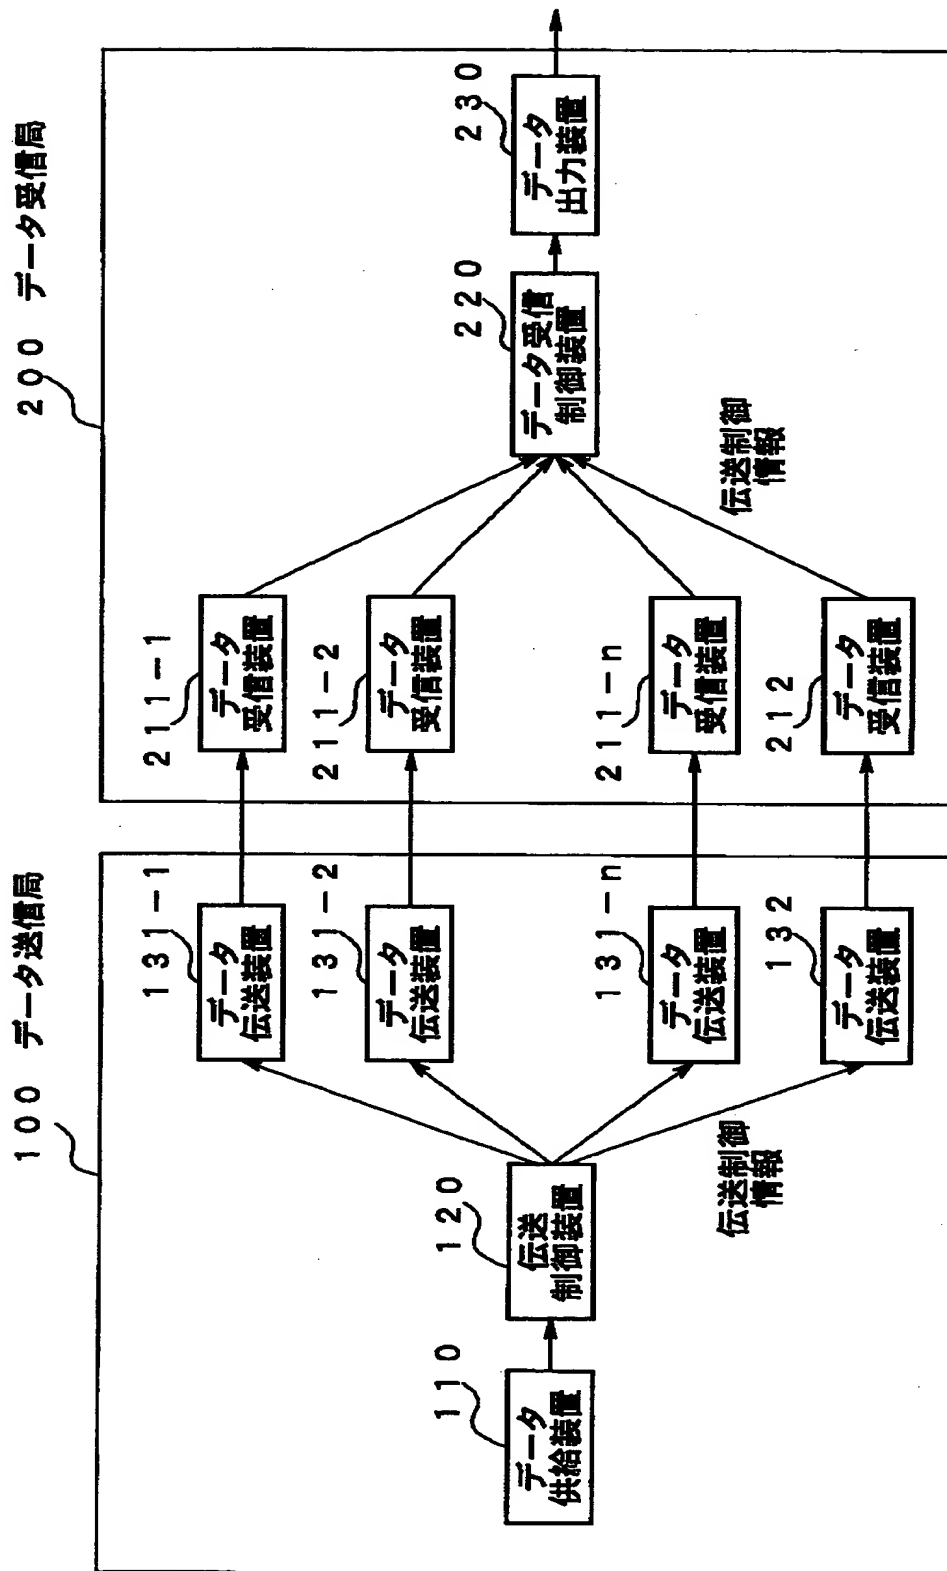 100 データ送信局
110
データ
供給装置
120
伝送
制御装置
131-1
データ
伝送装置
131-2
データ
伝送装置
131-n
データ
伝送装置
132
データ
伝送装置
伝送制御
情報
200 データ受信局
211-1
データ
受信装置
211-2
データ
受信装置
211-n
データ
受信装置
212
データ
受信装置
伝送制御
情報
220
データ受信
制御装置
230
データ
出力装置